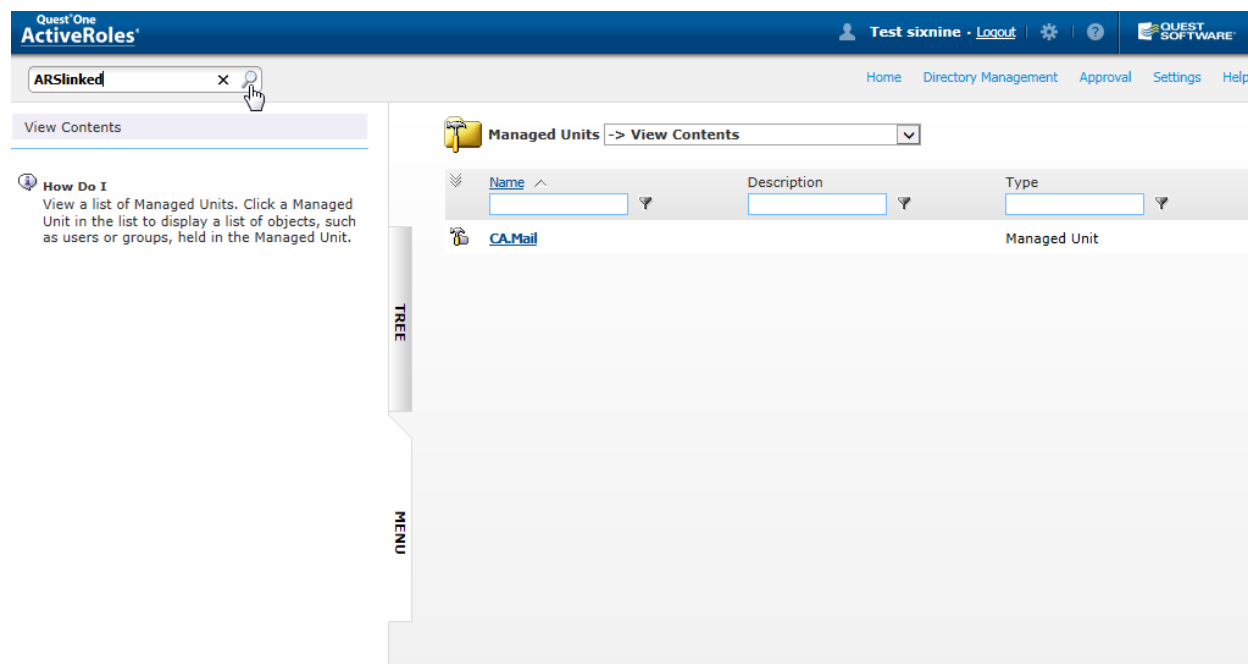 Quest One
ActiveRoles
Test sixnine · Logout
QUEST SOFTWARE
ARSlinked
Home Directory Management Approval Settings Help
View Contents
Managed Units -> View Contents
How Do I
View a list of Managed Units. Click a Managed
Unit in the list to display a list of objects, such
as users or groups, held in the Managed Unit.
Name Description Type
CA.Mail Managed Unit
TREE
MENU